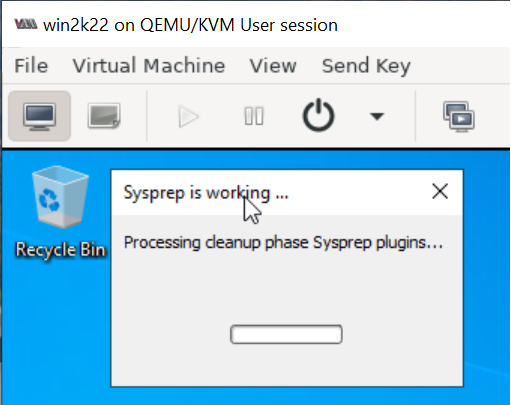 win2k22 on QEMU/KVM User session
File Virtual Machine View Send Key
Recycle Bin
Sysprep is working ...
Processing cleanup phase Sysprep plugins...